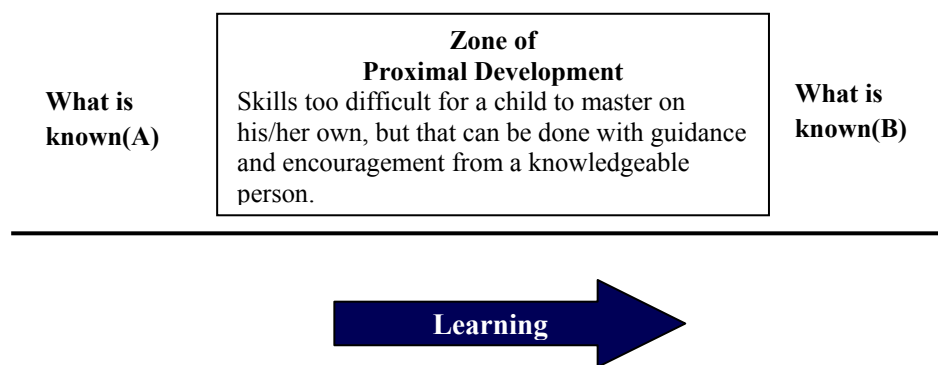 Zone of
Proximal Development
Skills too difficult for a child to master on
his/her own, but that can be done with guidance
and encouragement from a knowledgeable
person.
What is
known(A)
What is
known(B)
Learning